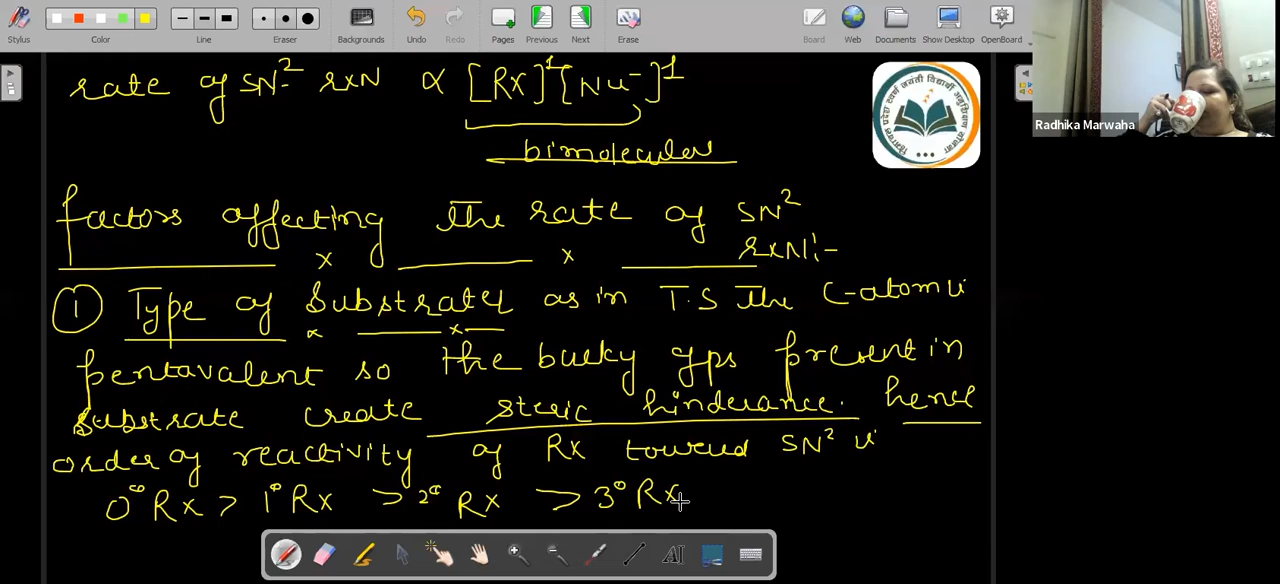 Stylus Color Line Eraser Backgrounds Undo Redo Pages Previous Next Erase Board Web Documents Show Desktop OpenBoard
Radhika Marwaha
rate of SN² rxN ∝ [Rx]¹[Nu⁻]¹
bimolecular
factors affecting the rate of SN²
rxN:-
① Type of Substrate as in T.S the C-atom is
pentavalent so the bulky gps present in
substrate create steric hinderance. hence
order of reactivity of Rx toward SN² is
0° Rx > 1° Rx > 2° Rx > 3° Rx